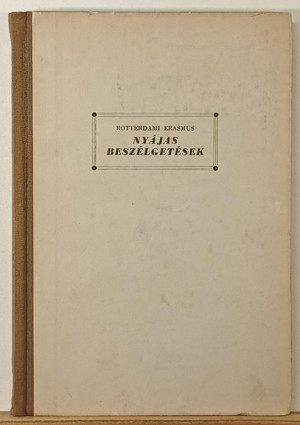 ROTTERDAMI ERASMUS
NYÁJAS
BESZÉLGETÉSEK